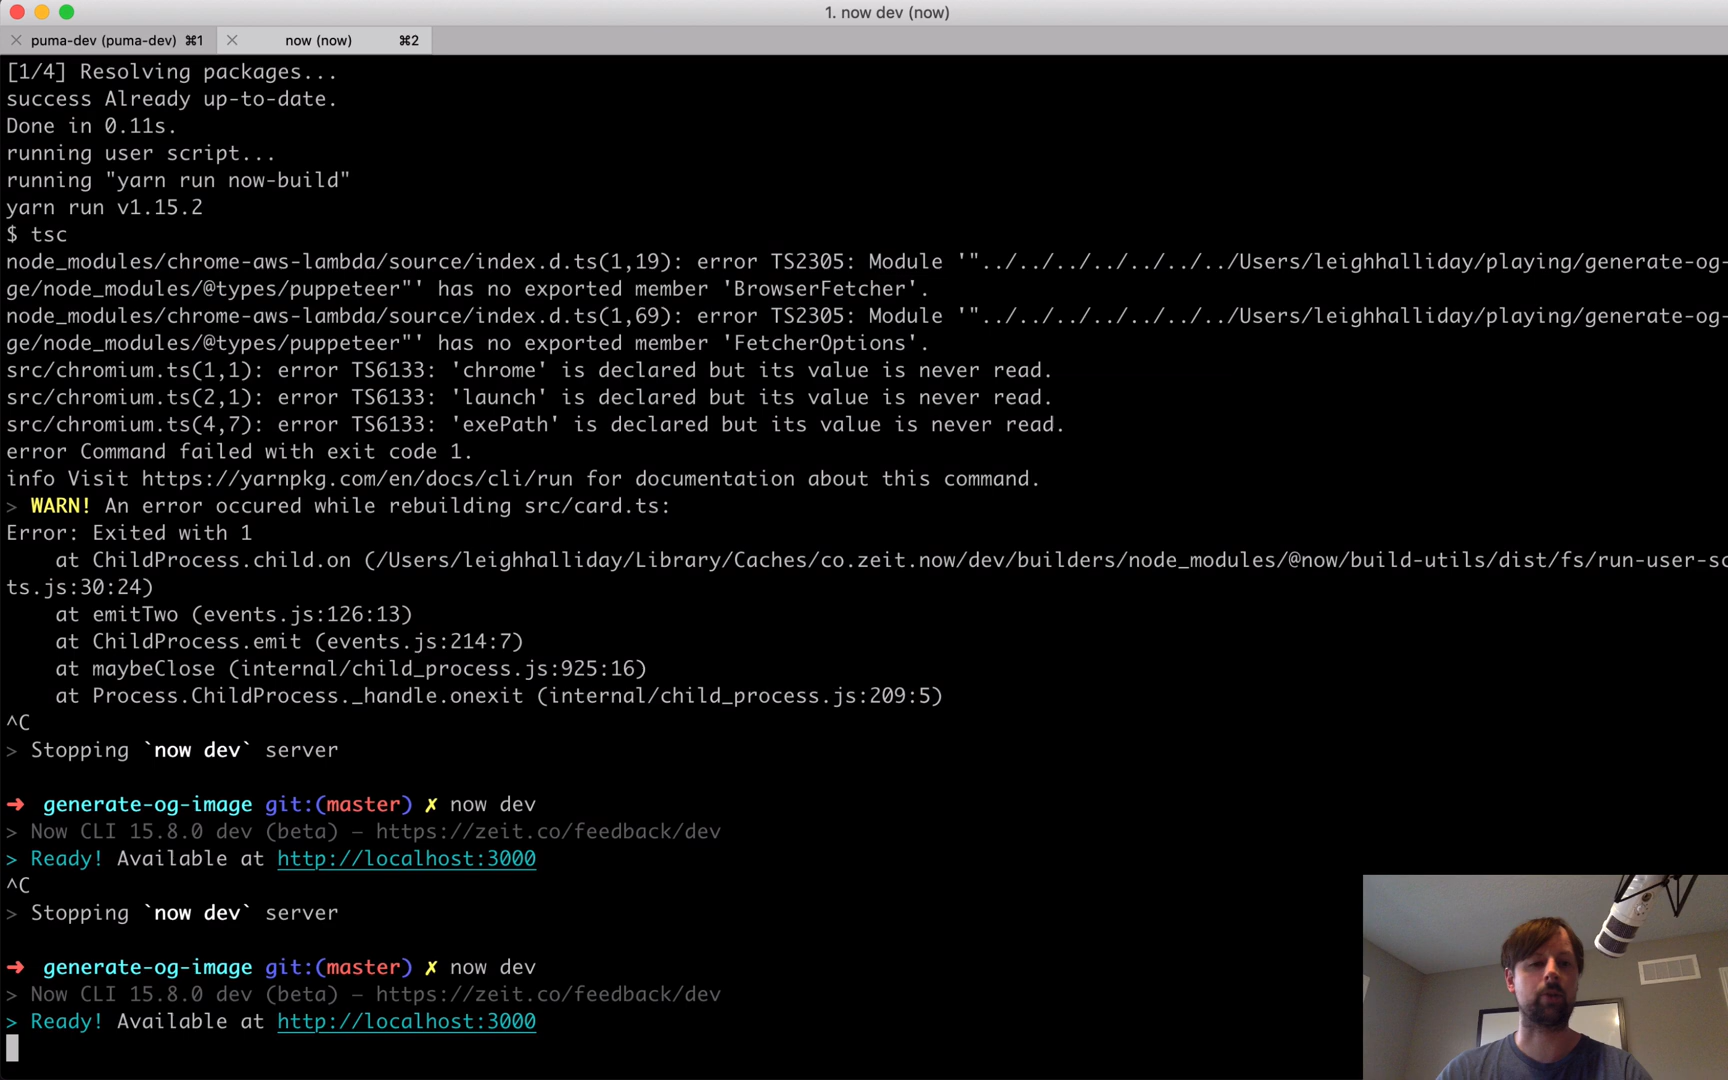 1. now dev (now)
puma-dev (puma-dev) ⌘1
now (now) ⌘2
[1/4] Resolving packages...
success Already up-to-date.
Done in 0.11s.
running user script...
running "yarn run now-build"
yarn run v1.15.2
$ tsc
node_modules/chrome-aws-lambda/source/index.d.ts(1,19): error TS2305: Module '"../../../../../../../Users/leighhalliday/playing/generate-og-
ge/node_modules/@types/puppeteer"' has no exported member 'BrowserFetcher'.
node_modules/chrome-aws-lambda/source/index.d.ts(1,69): error TS2305: Module '"../../../../../../../Users/leighhalliday/playing/generate-og-
ge/node_modules/@types/puppeteer"' has no exported member 'FetcherOptions'.
src/chromium.ts(1,1): error TS6133: 'chrome' is declared but its value is never read.
src/chromium.ts(2,1): error TS6133: 'launch' is declared but its value is never read.
src/chromium.ts(4,7): error TS6133: 'exePath' is declared but its value is never read.
error Command failed with exit code 1.
info Visit https://yarnpkg.com/en/docs/cli/run for documentation about this command.
> WARN! An error occured while rebuilding src/card.ts:
Error: Exited with 1
at ChildProcess.child.on (/Users/leighhalliday/Library/Caches/co.zeit.now/dev/builders/node_modules/@now/build-utils/dist/fs/run-user-sc
ts.js:30:24)
at emitTwo (events.js:126:13)
at ChildProcess.emit (events.js:214:7)
at maybeClose (internal/child_process.js:925:16)
at Process.ChildProcess._handle.onexit (internal/child_process.js:209:5)
^C
> Stopping `now dev` server
➜ generate-og-image git:(master) ✗ now dev
> Now CLI 15.8.0 dev (beta) — https://zeit.co/feedback/dev
> Ready! Available at http://localhost:3000
^C
> Stopping `now dev` server
➜ generate-og-image git:(master) ✗ now dev
> Now CLI 15.8.0 dev (beta) — https://zeit.co/feedback/dev
> Ready! Available at http://localhost:3000